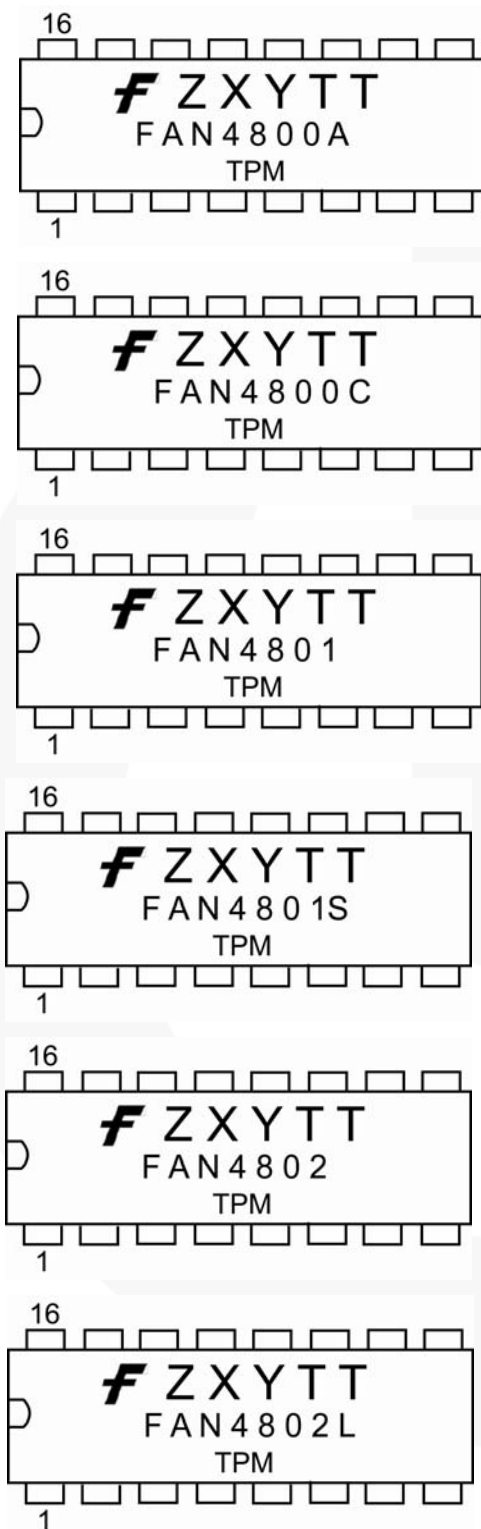 16
F ZXYTT
FAN4800A
TPM
1
16
F ZXYTT
FAN4800C
TPM
1
16
F ZXYTT
FAN4801
TPM
1
16
F ZXYTT
FAN4801S
TPM
1
16
F ZXYTT
FAN4802
TPM
1
16
F ZXYTT
FAN4802L
TPM
1